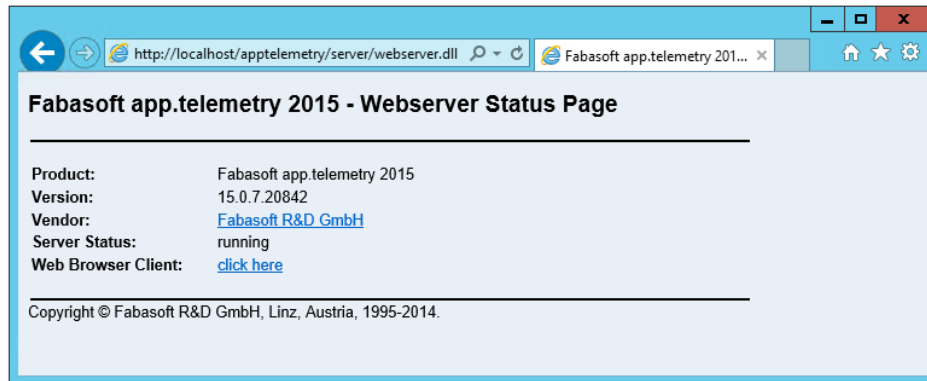 http://localhost/apptelemetry/server/webserver.dll
Fabasoft app.telemetry 201...
Fabasoft app.telemetry 2015 - Webserver Status Page
Product: Fabasoft app.telemetry 2015
Version: 15.0.7.20842
Vendor: Fabasoft R&D GmbH
Server Status: running
Web Browser Client: click here
Copyright © Fabasoft R&D GmbH, Linz, Austria, 1995-2014.